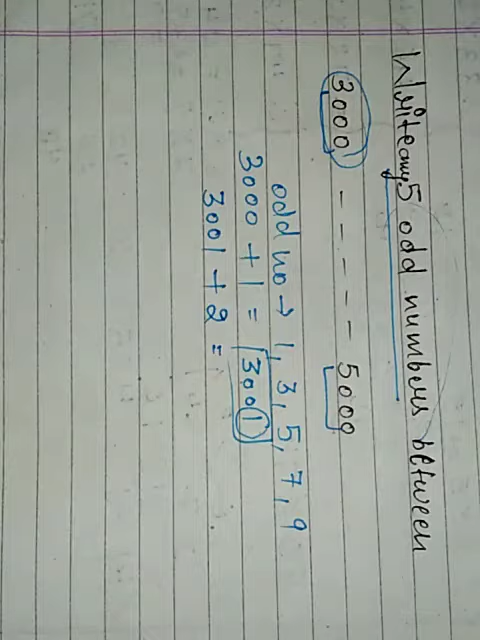 Write any 5 odd numbers between
3000, - - - - - - 5000
odd no → 1, 3, 5, 7, 9
3000 + 1 = 3001
3001 + 2 =